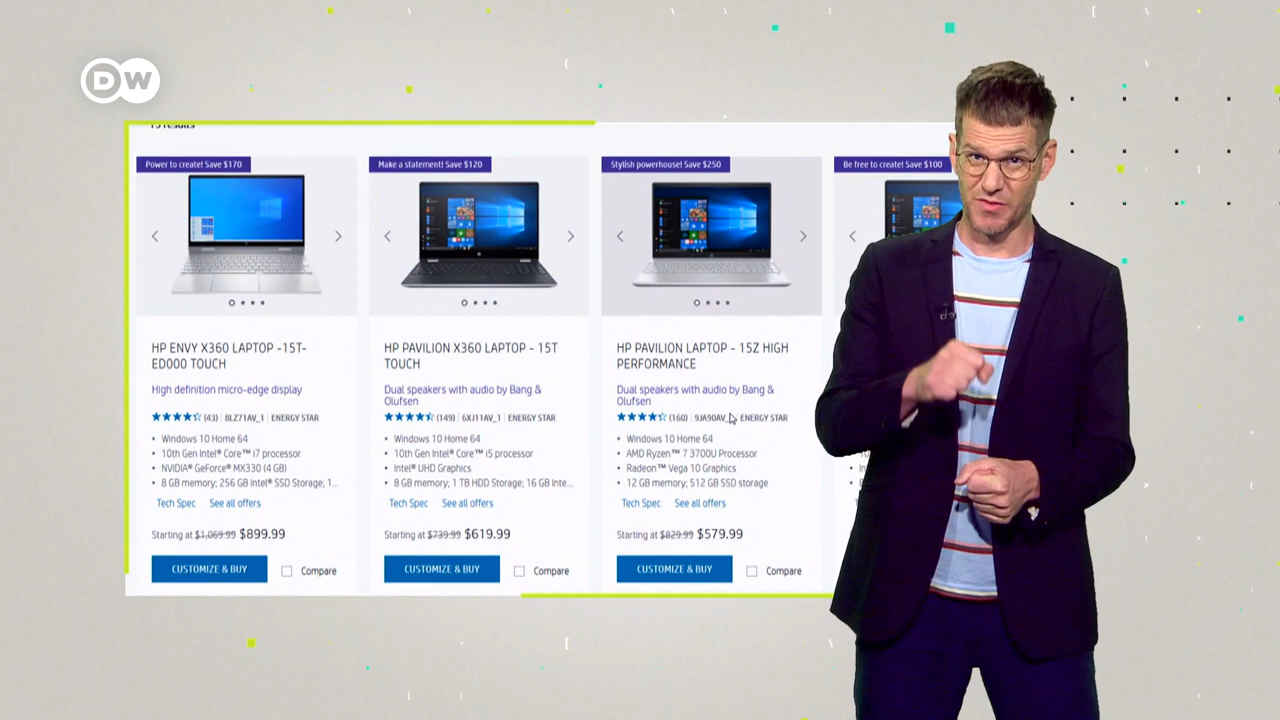 DW
15 results
Power to create! Save $170
Make a statement! Save $120
Stylish powerhouse! Save $250
Be free to create! Save $100
HP ENVY X360 LAPTOP -15T-
ED000 TOUCH
High definition micro-edge display
(43) 8LZ71AV_1 ENERGY STAR
• Windows 10 Home 64
• 10th Gen Intel® Core™ i7 processor
• NVIDIA® GeForce® MX330 (4 GB)
• 8 GB memory; 256 GB Intel® SSD Storage; 1...
Tech Spec See all offers
Starting at $1,069.99 $899.99
CUSTOMIZE & BUY Compare
HP PAVILION X360 LAPTOP - 15T
TOUCH
Dual speakers with audio by Bang &
Olufsen
(149) 6XJ11AV_1 ENERGY STAR
• Windows 10 Home 64
• 10th Gen Intel® Core™ i5 processor
• Intel® UHD Graphics
• 8 GB memory; 1 TB HDD Storage; 16 GB Inte...
Tech Spec See all offers
Starting at $739.99 $619.99
CUSTOMIZE & BUY Compare
HP PAVILION LAPTOP - 15Z HIGH
PERFORMANCE
Dual speakers with audio by Bang &
Olufsen
(160) 9JA90AV_ ENERGY STAR
• Windows 10 Home 64
• AMD Ryzen™ 7 3700U Processor
• Radeon™ Vega 10 Graphics
• 12 GB memory; 512 GB SSD storage
Tech Spec See all offers
Starting at $829.99 $579.99
CUSTOMIZE & BUY Compare